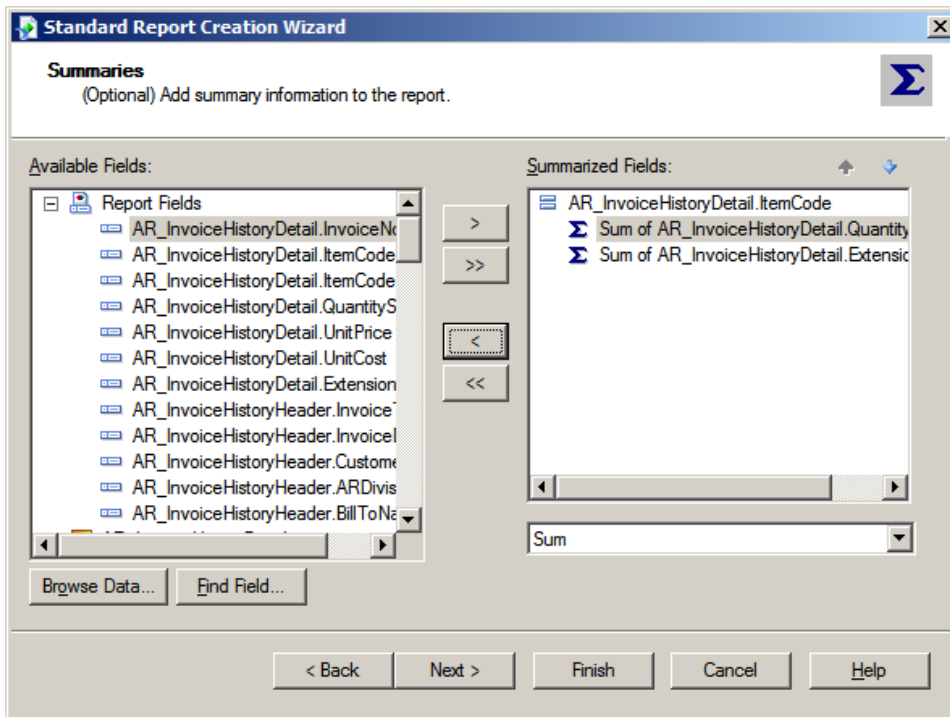 Standard Report Creation Wizard
Summaries
(Optional) Add summary information to the report.
Available Fields:
Report Fields
AR_InvoiceHistoryDetail.InvoiceNo
AR_InvoiceHistoryDetail.ItemCode
AR_InvoiceHistoryDetail.ItemCode
AR_InvoiceHistoryDetail.QuantityS
AR_InvoiceHistoryDetail.UnitPrice
AR_InvoiceHistoryDetail.UnitCost
AR_InvoiceHistoryDetail.Extension
AR_InvoiceHistoryHeader.InvoiceT
AR_InvoiceHistoryHeader.Invoice
AR_InvoiceHistoryHeader.Custome
AR_InvoiceHistoryHeader.ARDivis
AR_InvoiceHistoryHeader.BillToNa
Browse Data...
Find Field...
>
>>
<
<<
Summarized Fields:
AR_InvoiceHistoryDetail.ItemCode
Σ Sum of AR_InvoiceHistoryDetail.Quantity
Σ Sum of AR_InvoiceHistoryDetail.Extensio
Sum
< Back
Next >
Finish
Cancel
Help